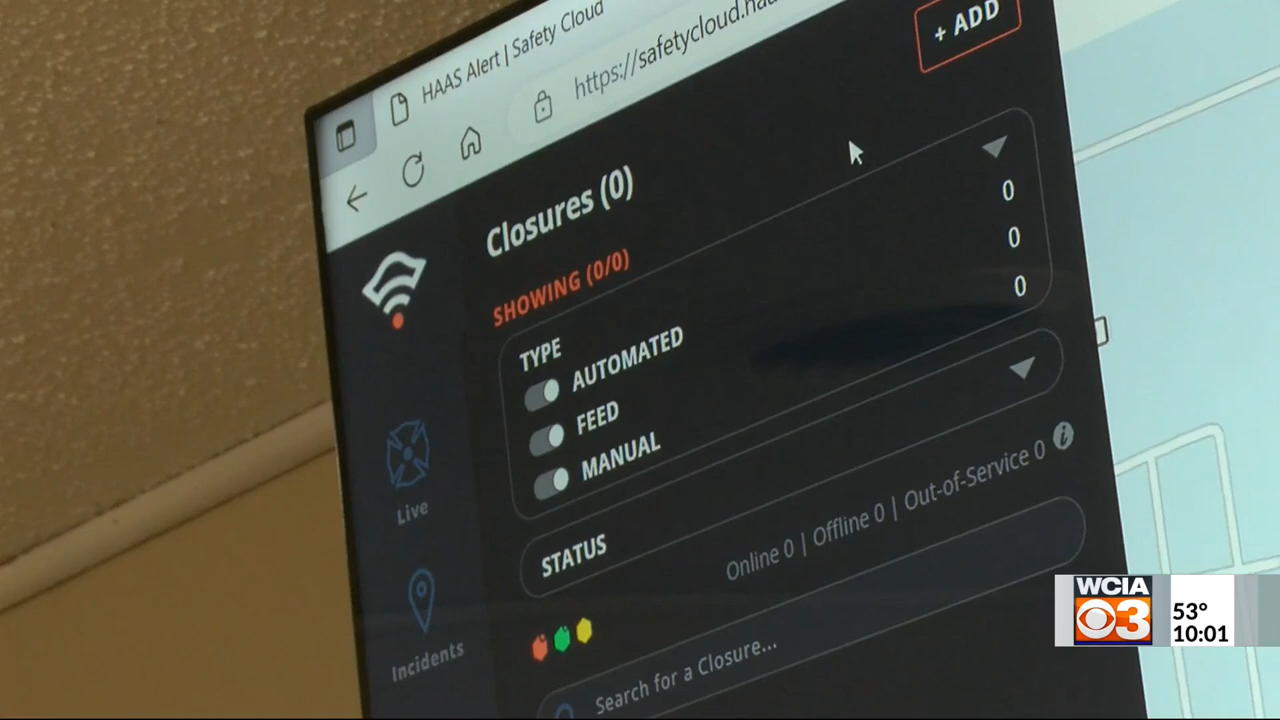 HAAS Alert | Safety Cloud
https://safetycloud.haa
+ ADD
Closures (0)
SHOWING (0/0)
TYPE
AUTOMATED 0
FEED 0
MANUAL 0
STATUS
Online 0 | Offline 0 | Out-of-Service 0 i
Search for a Closure...
Live
Incidents
WCIA
3
53°
10:01